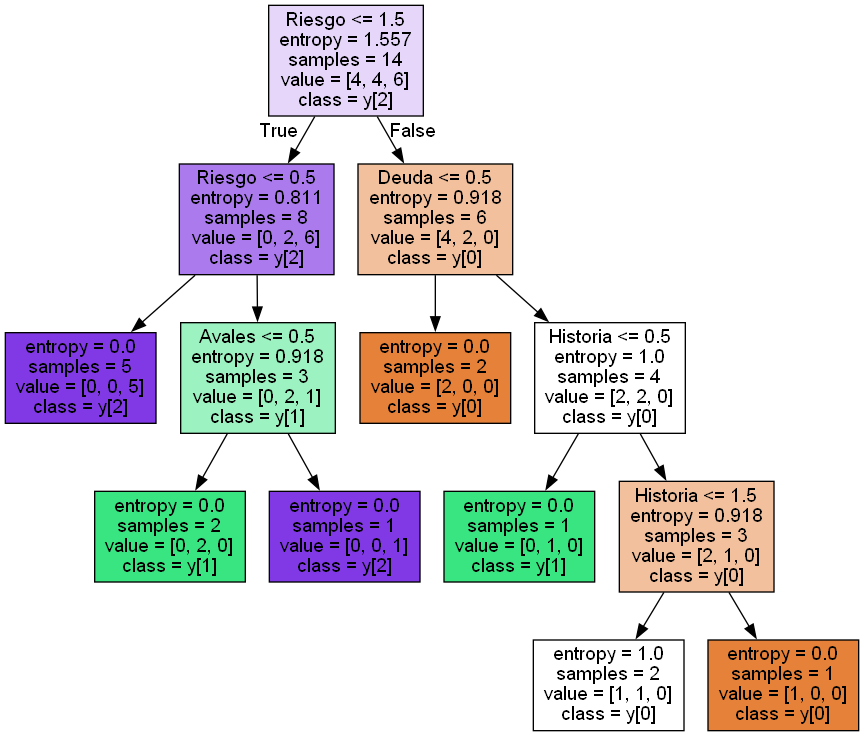 Riesgo <= 1.5
entropy = 1.557
samples = 14
value = [4, 4, 6]
class = y[2]
True
False
Riesgo <= 0.5
entropy = 0.811
samples = 8
value = [0, 2, 6]
class = y[2]
Deuda <= 0.5
entropy = 0.918
samples = 6
value = [4, 2, 0]
class = y[0]
entropy = 0.0
samples = 5
value = [0, 0, 5]
class = y[2]
Avales <= 0.5
entropy = 0.918
samples = 3
value = [0, 2, 1]
class = y[1]
entropy = 0.0
samples = 2
value = [2, 0, 0]
class = y[0]
Historia <= 0.5
entropy = 1.0
samples = 4
value = [2, 2, 0]
class = y[0]
entropy = 0.0
samples = 2
value = [0, 2, 0]
class = y[1]
entropy = 0.0
samples = 1
value = [0, 0, 1]
class = y[2]
entropy = 0.0
samples = 1
value = [0, 1, 0]
class = y[1]
Historia <= 1.5
entropy = 0.918
samples = 3
value = [2, 1, 0]
class = y[0]
entropy = 1.0
samples = 2
value = [1, 1, 0]
class = y[0]
entropy = 0.0
samples = 1
value = [1, 0, 0]
class = y[0]